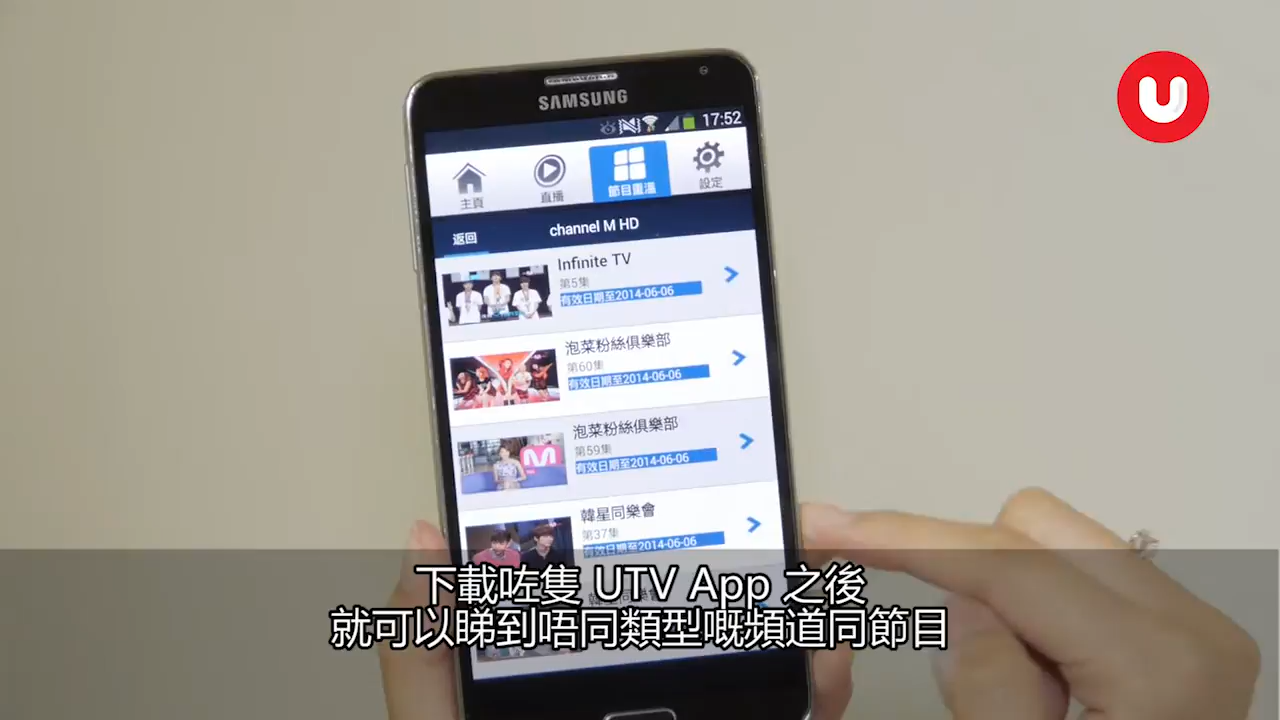 U
SAMSUNG
17:52
主頁
直播
節目重溫
設定
返回
channel M HD
Infinite TV
第5集
有效日期至2014-06-06
泡菜粉絲俱樂部
第60集
有效日期至2014-06-06
泡菜粉絲俱樂部
第59集
有效日期至2014-06-06
韓星同樂會
第37集
有效日期至2014-06-06
韓星同樂會
下載咗隻 UTV App 之後
就可以睇到唔同類型嘅頻道同節目